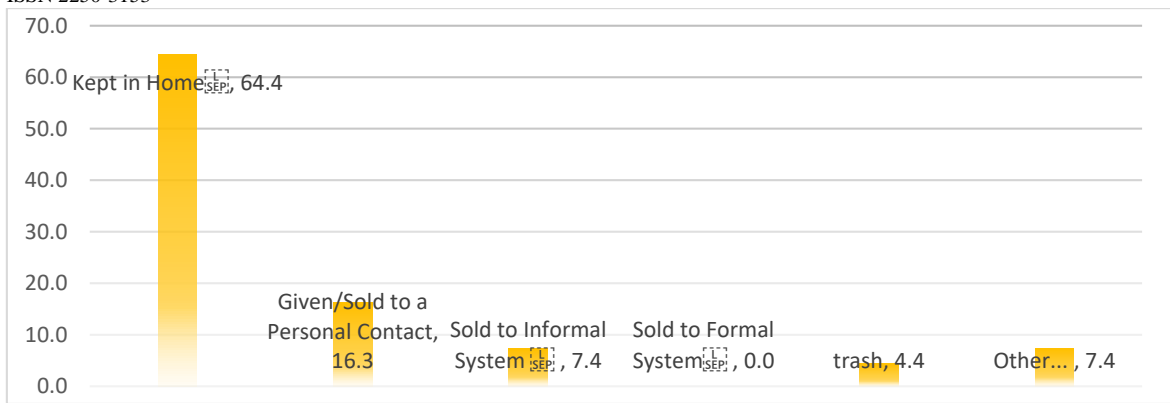 70.0
60.0
50.0
40.0
30.0
20.0
10.0
0.0
Kept in Home, 64.4
Given/Sold to a
Personal Contact,
16.3
Sold to Informal
System , 7.4
Sold to Formal
System , 0.0
trash, 4.4
Other... , 7.4